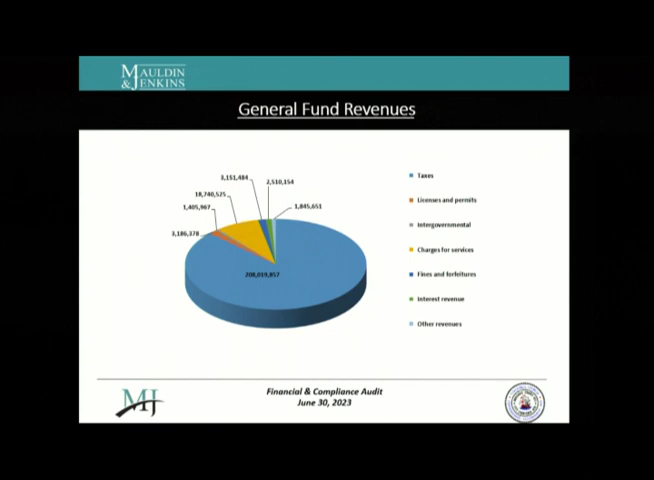 MAULDIN
& JENKINS
General Fund Revenues
3,151,484
2,510,154
18,740,525
1,405,967
1,845,651
3,186,378
208,019,857
Taxes
Licenses and permits
Intergovernmental
Charges for services
Fines and forfeitures
Interest revenue
Other revenues
MJ
Financial & Compliance Audit
June 30, 2023